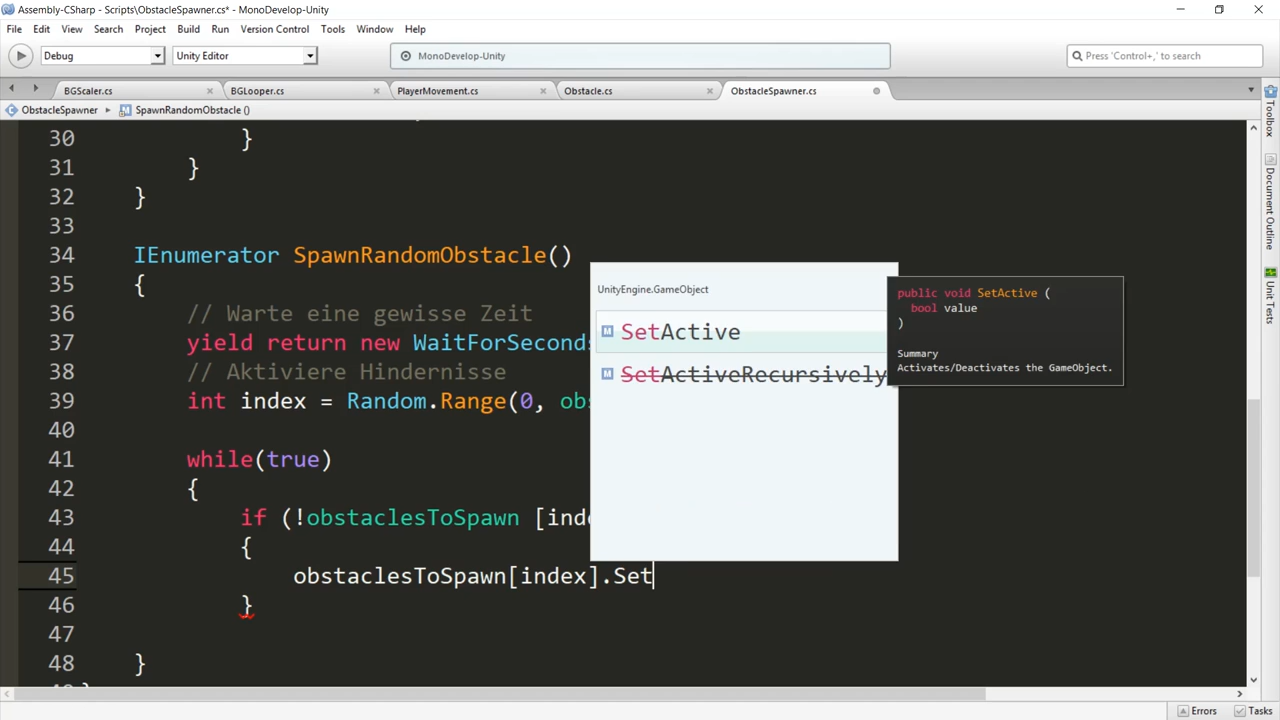 Assembly-CSharp - Scripts\ObstacleSpawner.cs* - MonoDevelop-Unity
File Edit View Search Project Build Run Version Control Tools Window Help
Debug Unity Editor MonoDevelop-Unity Press 'Control+,' to search
BGScaler.cs BGLooper.cs PlayerMovement.cs Obstacle.cs ObstacleSpawner.cs
ObstacleSpawner SpawnRandomObstacle ()
30 }
31 }
32 }
33
34 IEnumerator SpawnRandomObstacle()
35 {
36 // Warte eine gewisse Zeit
37 yield return new WaitForSeconds
38 // Aktiviere Hindernisse
39 int index = Random.Range(0, obs
40
41 while(true)
42 {
43 if (!obstaclesToSpawn [inde
44 {
45 obstaclesToSpawn[index].Set
46 }
47
48 }
UnityEngine.GameObject
M SetActive
M SetActiveRecursively
public void SetActive (
bool value
)
Summary
Activates/Deactivates the GameObject.
Toolbox
Document Outline
Unit Tests
Errors Tasks